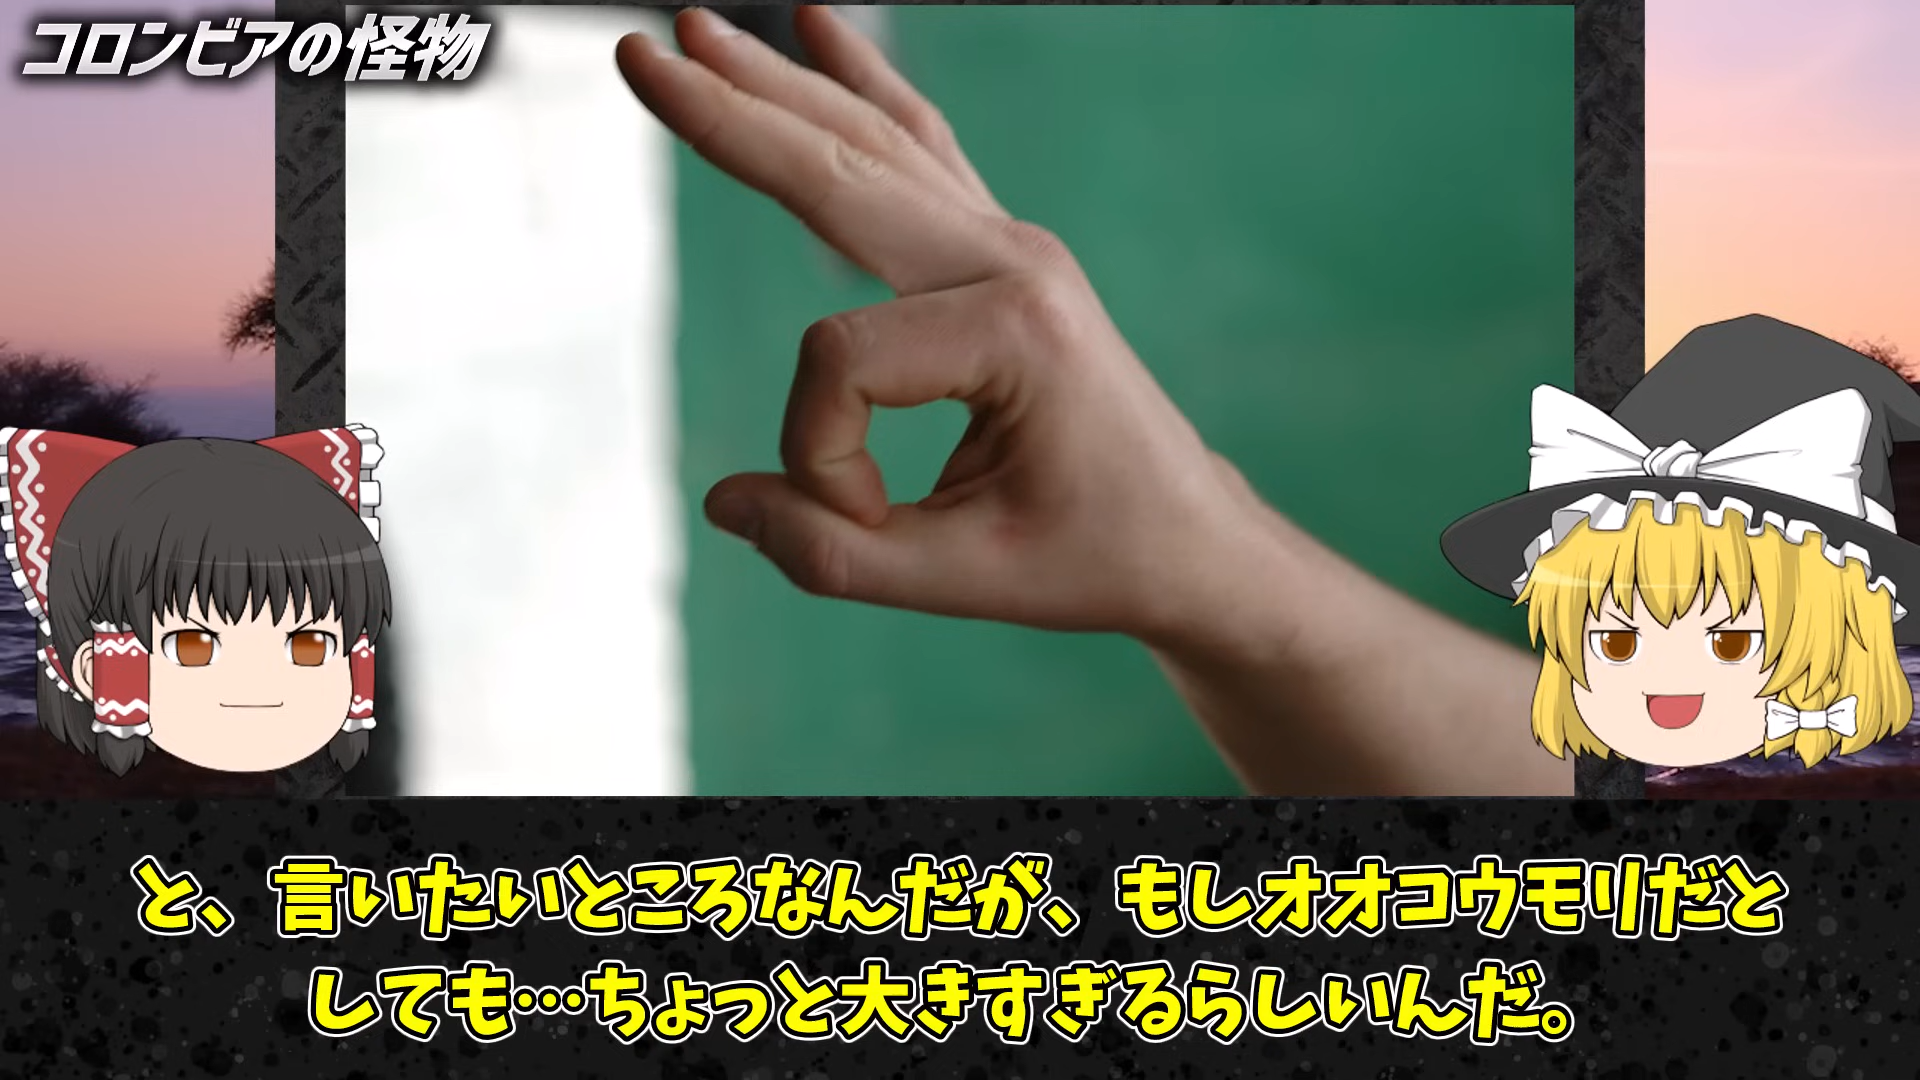 コロンビアの怪物
と、言いたいところなんだが、もしオオコウモリだと
しても…ちょっと大きすぎるらしいんだ。